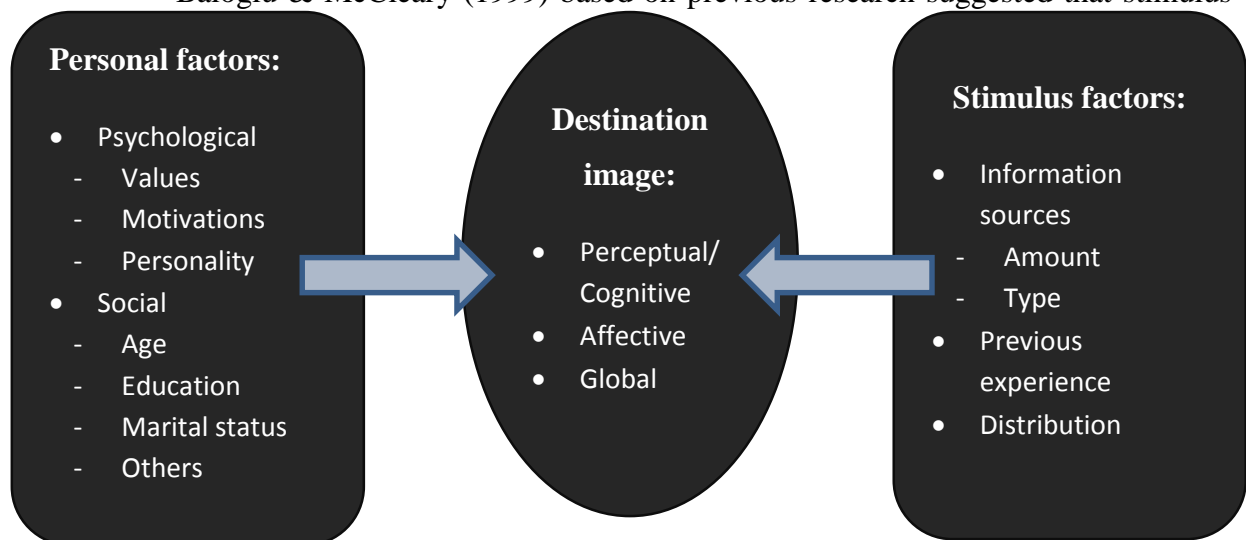 Baloglu & McCleary (1999) based on previous research suggested that stimulus
Personal factors:
• Psychological
- Values
- Motivations
- Personality
• Social
- Age
- Education
- Marital status
- Others
Destination
image:
• Perceptual/
Cognitive
• Affective
• Global
Stimulus factors:
• Information
sources
- Amount
- Type
• Previous
experience
• Distribution